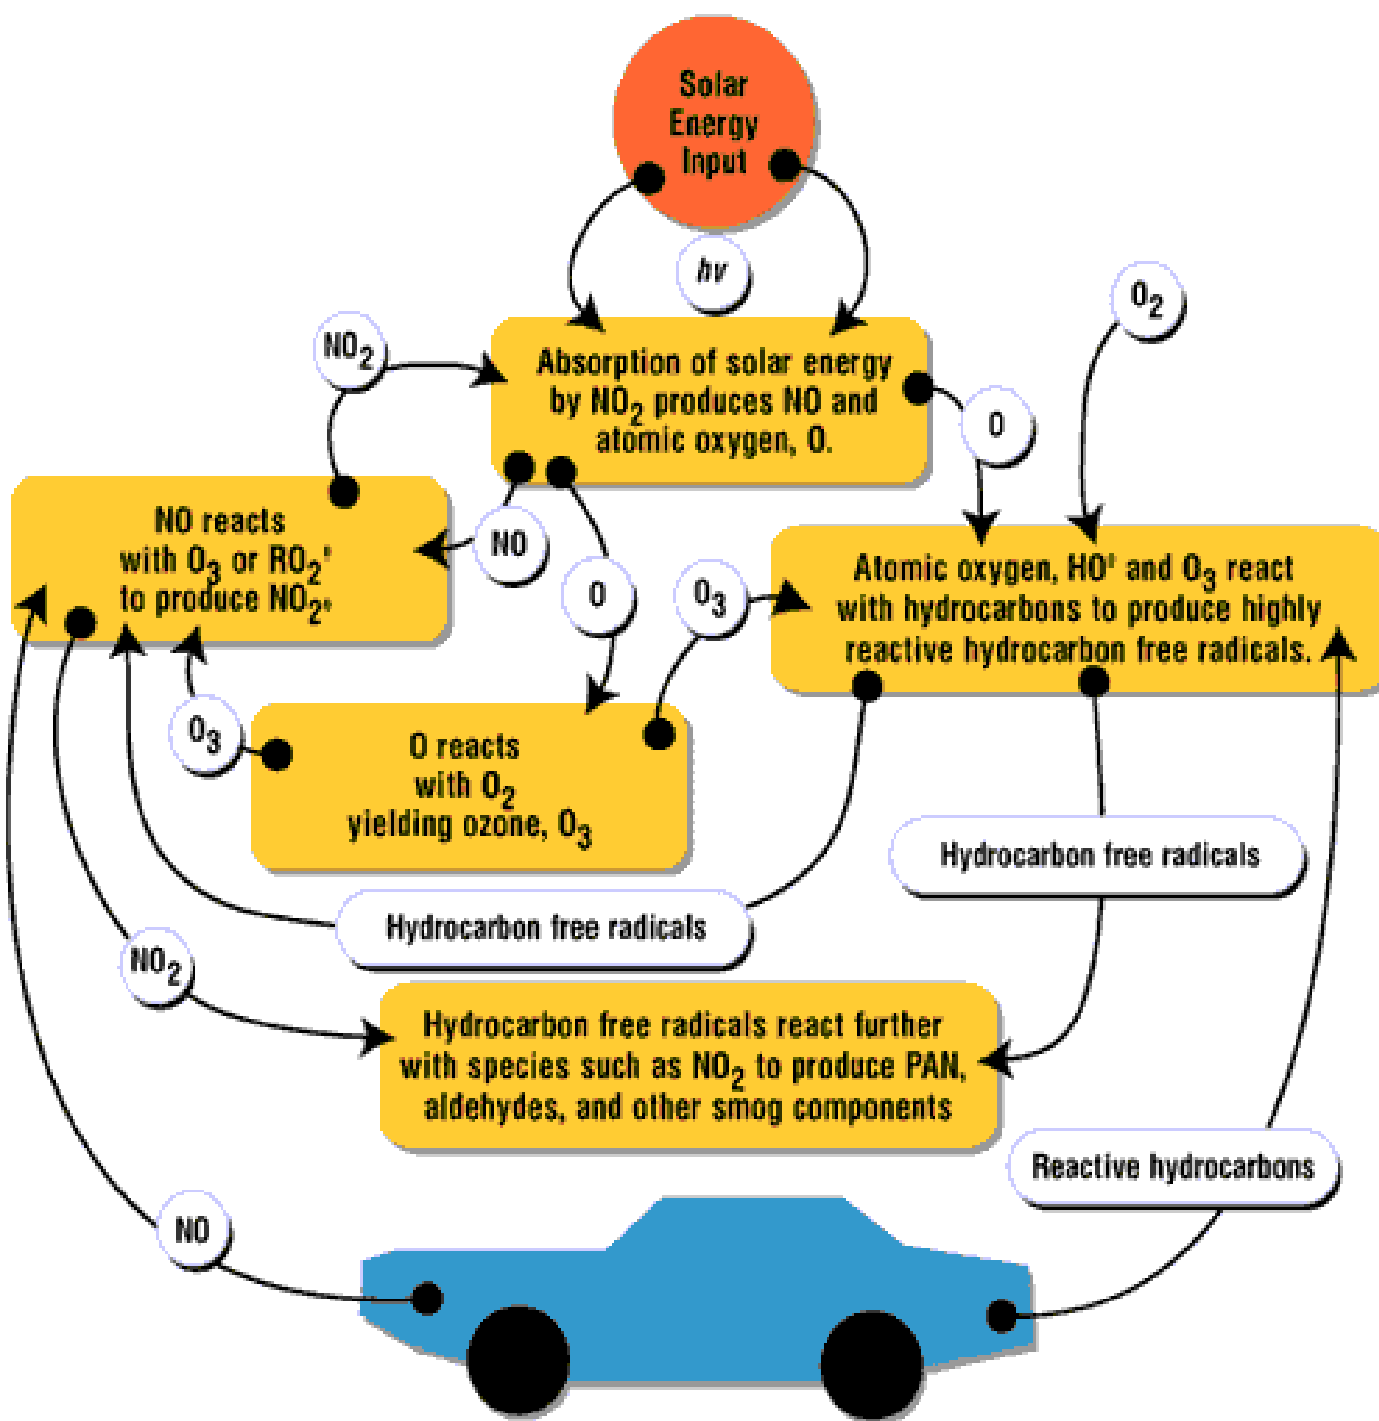 Solar
Energy
Input
hv
O2
NO2
Absorption of solar energy
by NO2 produces NO and
atomic oxygen, O.
O
NO reacts
with O3 or RO2•
to produce NO2•
NO
O
O3
Atomic oxygen, HO• and O3 react
with hydrocarbons to produce highly
reactive hydrocarbon free radicals.
O3
O reacts
with O2
yielding ozone, O3
Hydrocarbon free radicals
Hydrocarbon free radicals
NO2
Hydrocarbon free radicals react further
with species such as NO2 to produce PAN,
aldehydes, and other smog components
Reactive hydrocarbons
NO